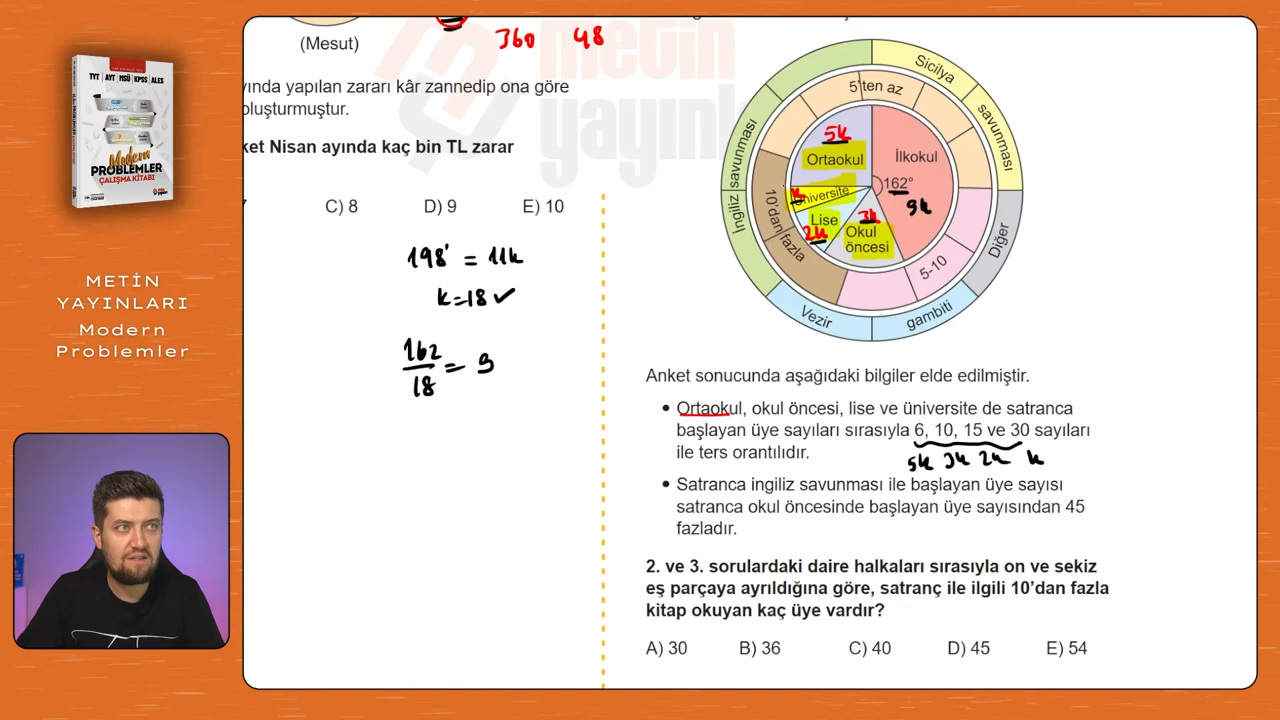 TYT | AYT | MSÜ | KPSS | ALES
Modern
PROBLEMLER
ÇALIŞMA KİTABI
METİN
YAYINLARI
Modern
Problemler
(Mesut)
360 48
yında yapılan zararı kâr zannedip ona göre
oluşturmuştur.
ket Nisan ayında kaç bin TL zarar
C) 8 D) 9 E) 10
198° = 11k
k=18 ✓
162
18
= 9
metin
yayınl
Sicilya
savunması
5'ten az
İngiliz savunması
5k
Ortaokul
İlkokul
162°
9k
k
Üniversite
Lise
2k
3k
Okul
öncesi
10'dan fazla
5-10
Diğer
Vezir
gambiti
Anket sonucunda aşağıdaki bilgiler elde edilmiştir.
• Ortaokul, okul öncesi, lise ve üniversite de satranca
başlayan üye sayıları sırasıyla 6, 10, 15 ve 30 sayıları
ile ters orantılıdır.
5k 3k 2k k
• Satranca ingiliz savunması ile başlayan üye sayısı
satranca okul öncesinde başlayan üye sayısından 45
fazladır.
2. ve 3. sorulardaki daire halkaları sırasıyla on ve sekiz
eş parçaya ayrıldığına göre, satranç ile ilgili 10'dan fazla
kitap okuyan kaç üye vardır?
A) 30 B) 36 C) 40 D) 45 E) 54